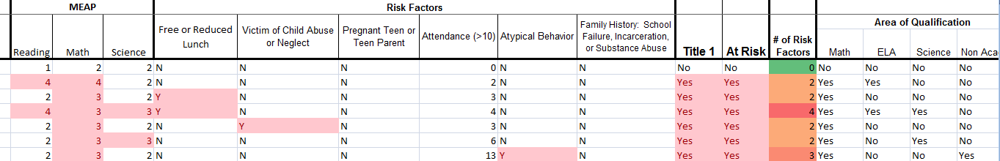 MEAP Risk Factors
Area of Qualification
Reading Math Science Free or Reduced Lunch Victim of Child Abuse or Neglect Pregnant Teen or Teen Parent Attendance (>10) Atypical Behavior Family History: School Failure, Incarceration, or Substance Abuse Title 1 At Risk # of Risk Factors Math ELA Science Non Aca
1 2 2 N N N 0 N N No No 0 No No No No
4 4 2 N N N 2 N N Yes Yes 2 Yes Yes No No
2 3 2 Y N N 3 N N Yes Yes 2 Yes No No No
4 3 3 Y N N 4 N N Yes Yes 4 Yes Yes Yes No
2 3 2 N Y N 3 N N Yes Yes 2 Yes No No No
2 3 3 N N N 6 N N Yes Yes 2 Yes No Yes No
2 3 2 N N N 13 Y N Yes Yes 3 Yes No No Yes